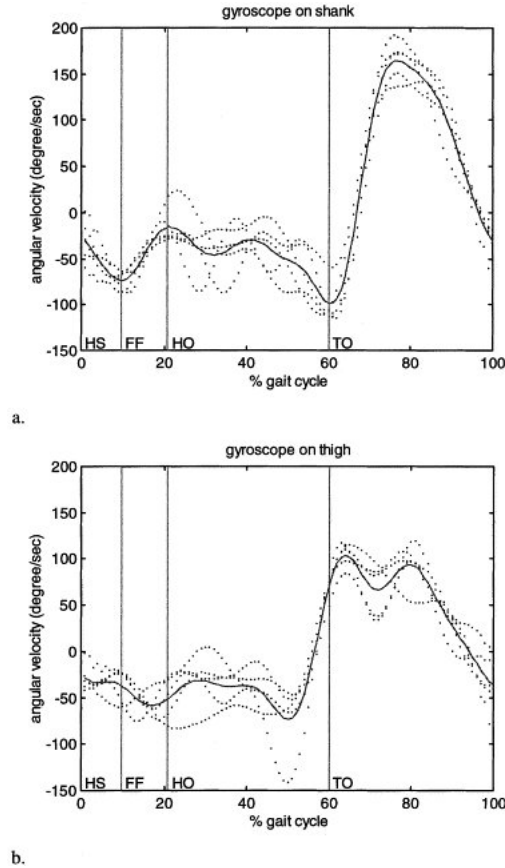 gyroscope on shank
angular velocity (degree/sec)
200
150
100
50
0
-50
-100
-150
HS FF HO TO
0 20 40 60 80 100
% gait cycle
a.
gyroscope on thigh
angular velocity (degree/sec)
200
150
100
50
0
-50
-100
-150
HS FF HO TO
0 20 40 60 80 100
% gait cycle
b.